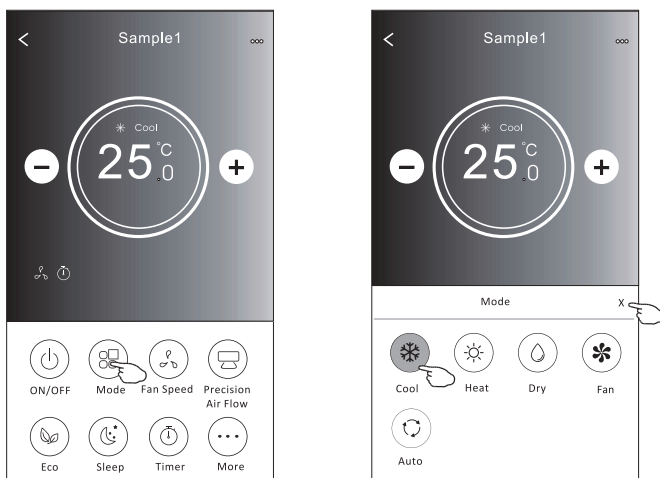 Sample1
Cool
25.0°C
ON/OFF
Mode
Fan Speed
Precision
Air Flow
Eco
Sleep
Timer
More
Sample1
Cool
25.0°C
Mode
X
Cool
Heat
Dry
Fan
Auto